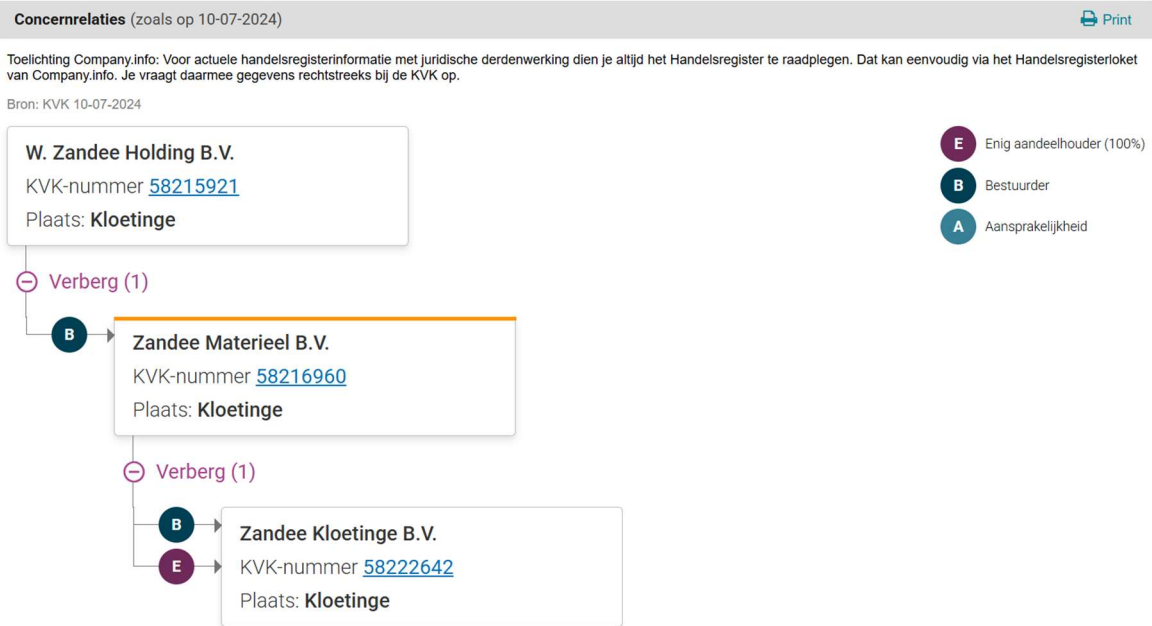 Concernrelaties (zoals op 10-07-2024)
Print
Toelichting Company.info: Voor actuele handelsregisterinformatie met juridische derdenwerking dien je altijd het Handelsregister te raadplegen. Dat kan eenvoudig via het Handelsregisterloket
van Company.info. Je vraagt daarmee gegevens rechtstreeks bij de KVK op.
Bron: KVK 10-07-2024
W. Zandee Holding B.V.
KVK-nummer 58215921
Plaats: Kloetinge
E Enig aandeelhouder (100%)
B Bestuurder
A Aansprakelijkheid
Verberg (1)
B
Zandee Materieel B.V.
KVK-nummer 58216960
Plaats: Kloetinge
Verberg (1)
B
E
Zandee Kloetinge B.V.
KVK-nummer 58222642
Plaats: Kloetinge